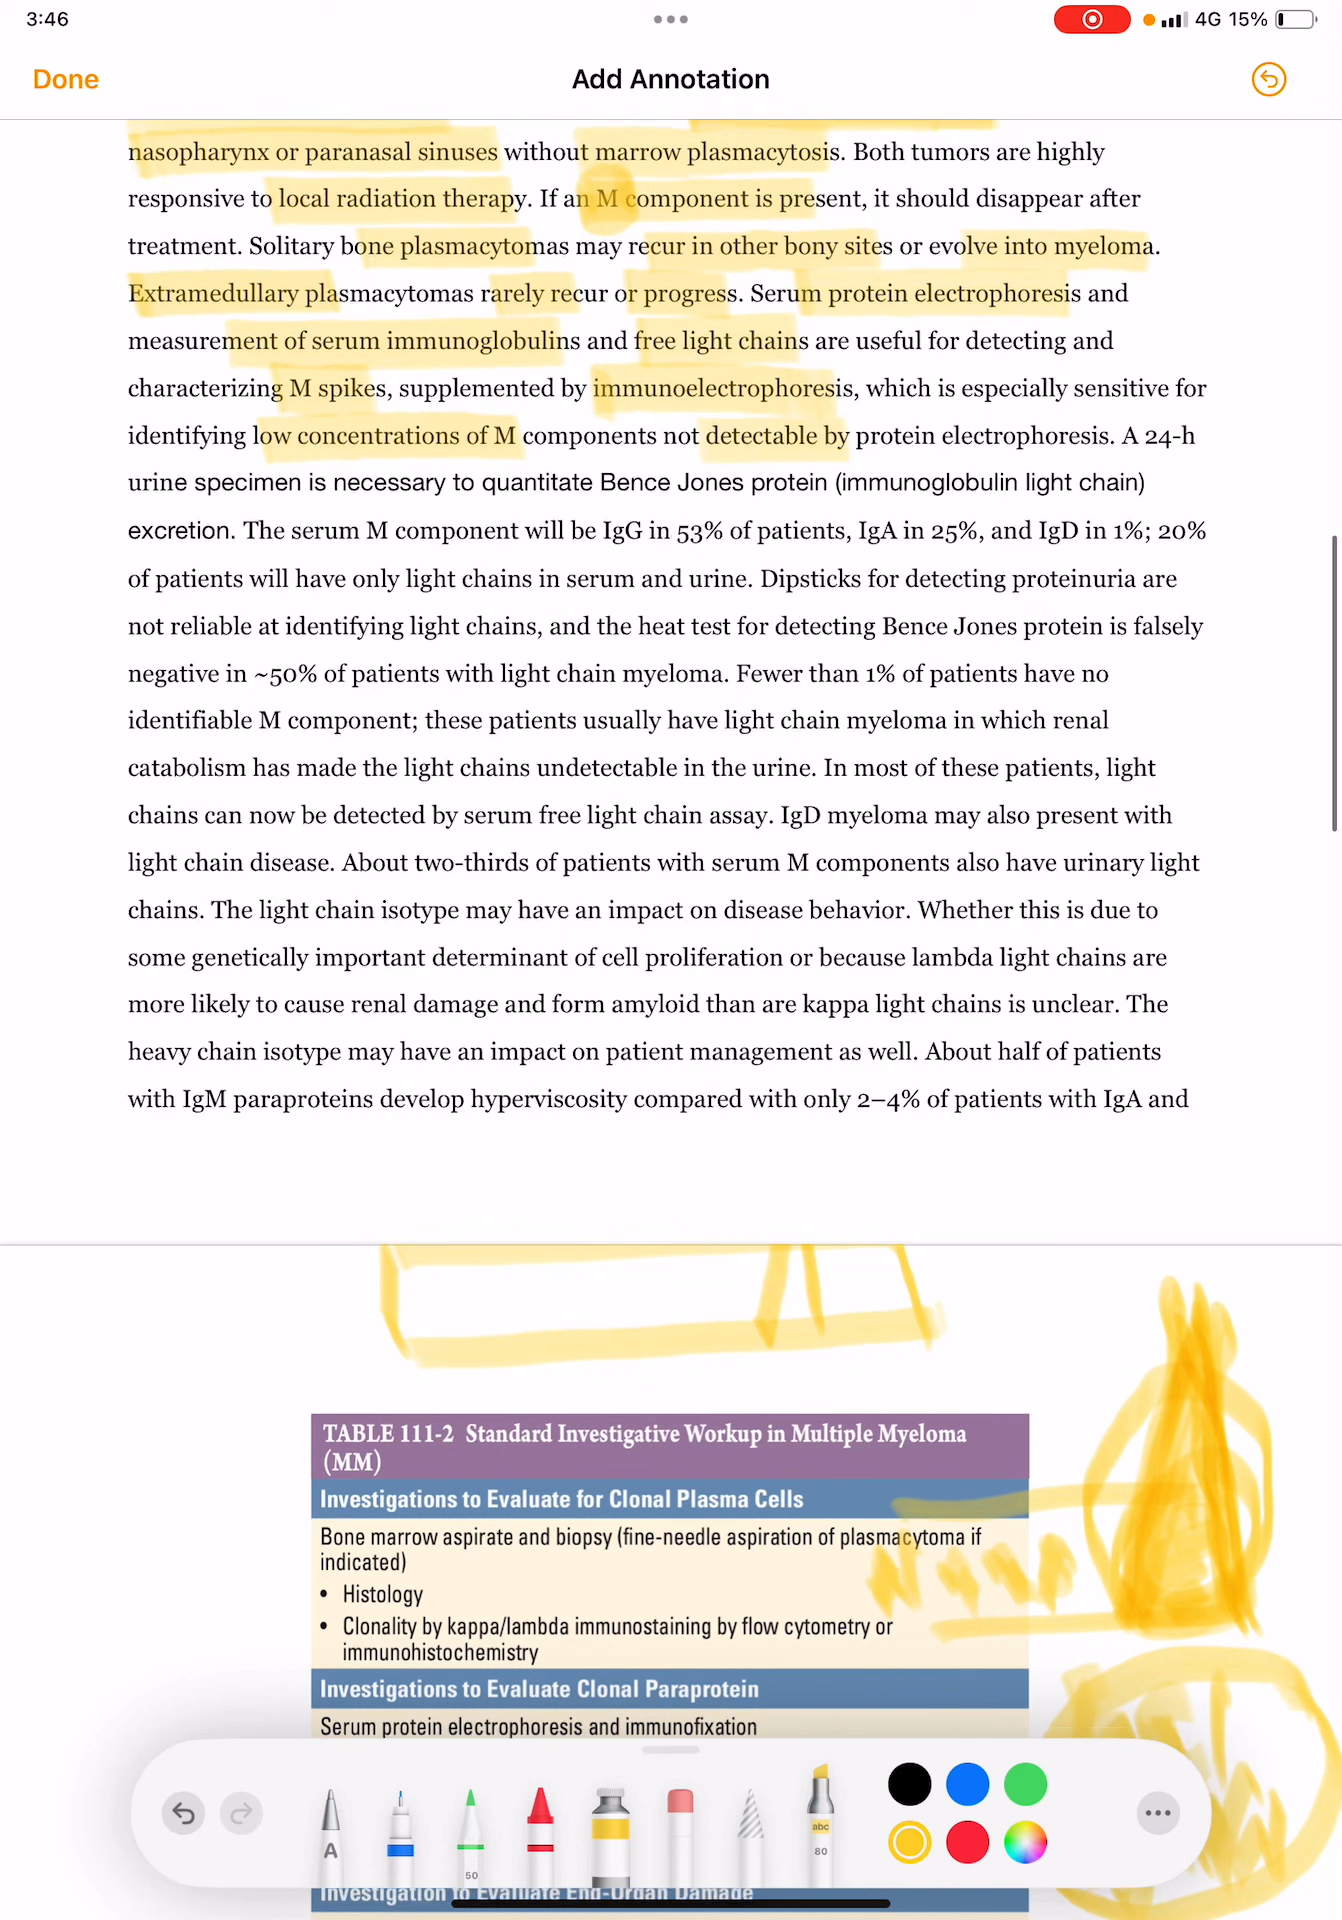 3:46
4G 15%
Done
Add Annotation
nasopharynx or paranasal sinuses without marrow plasmacytosis. Both tumors are highly
responsive to local radiation therapy. If an M component is present, it should disappear after
treatment. Solitary bone plasmacytomas may recur in other bony sites or evolve into myeloma.
Extramedullary plasmacytomas rarely recur or progress. Serum protein electrophoresis and
measurement of serum immunoglobulins and free light chains are useful for detecting and
characterizing M spikes, supplemented by immunoelectrophoresis, which is especially sensitive for
identifying low concentrations of M components not detectable by protein electrophoresis. A 24-h
urine specimen is necessary to quantitate Bence Jones protein (immunoglobulin light chain)
excretion. The serum M component will be IgG in 53% of patients, IgA in 25%, and IgD in 1%; 20%
of patients will have only light chains in serum and urine. Dipsticks for detecting proteinuria are
not reliable at identifying light chains, and the heat test for detecting Bence Jones protein is falsely
negative in ~50% of patients with light chain myeloma. Fewer than 1% of patients have no
identifiable M component; these patients usually have light chain myeloma in which renal
catabolism has made the light chains undetectable in the urine. In most of these patients, light
chains can now be detected by serum free light chain assay. IgD myeloma may also present with
light chain disease. About two-thirds of patients with serum M components also have urinary light
chains. The light chain isotype may have an impact on disease behavior. Whether this is due to
some genetically important determinant of cell proliferation or because lambda light chains are
more likely to cause renal damage and form amyloid than are kappa light chains is unclear. The
heavy chain isotype may have an impact on patient management as well. About half of patients
with IgM paraproteins develop hyperviscosity compared with only 2–4% of patients with IgA and
TABLE 111-2 Standard Investigative Workup in Multiple Myeloma
(MM)
Investigations to Evaluate for Clonal Plasma Cells
Bone marrow aspirate and biopsy (fine-needle aspiration of plasmacytoma if
indicated)
• Histology
• Clonality by kappa/lambda immunostaining by flow cytometry or
immunohistochemistry
Investigations to Evaluate Clonal Paraprotein
Serum protein electrophoresis and immunofixation
A
50
abc
80
Investigation to Evaluate End-Organ Damage